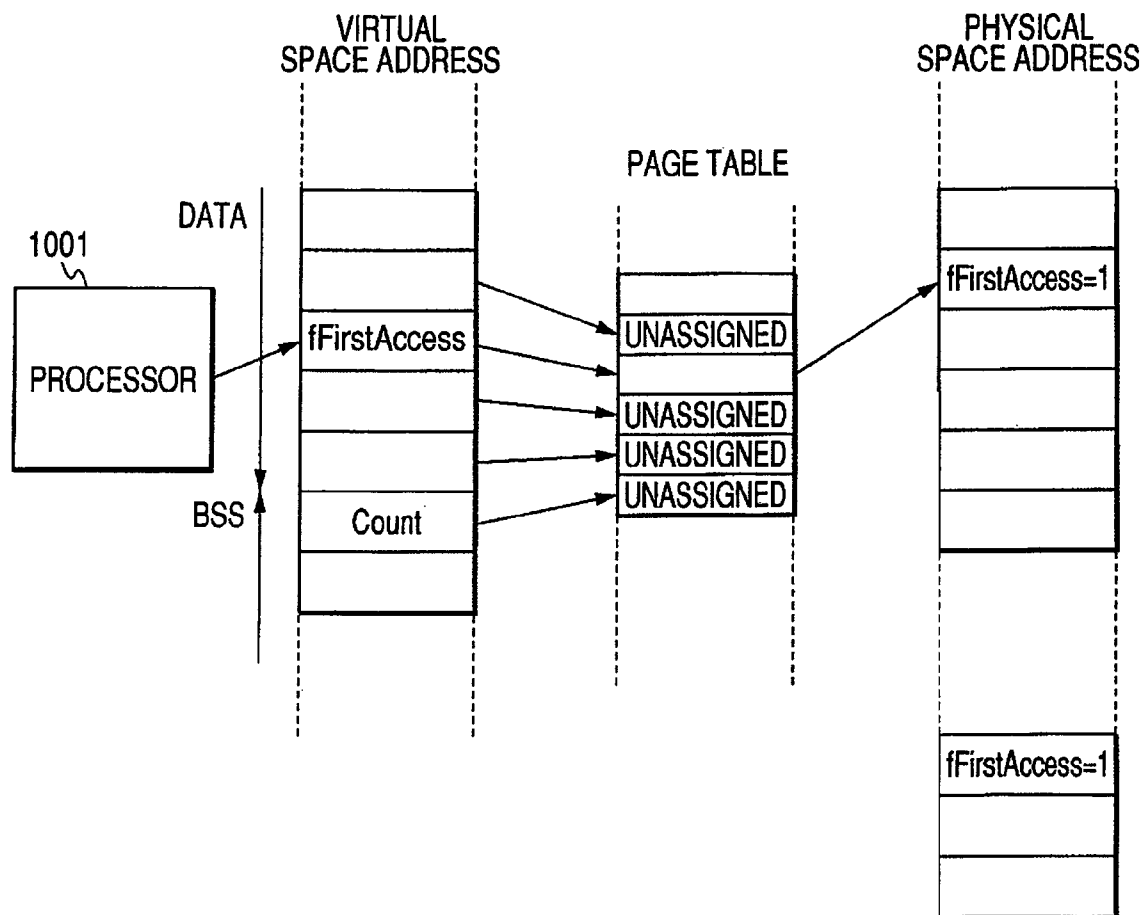 VIRTUAL
SPACE ADDRESS
PHYSICAL
SPACE ADDRESS
PAGE TABLE
DATA
1001
fFirstAccess=1
UNASSIGNED
fFirstAccess
PROCESSOR
UNASSIGNED
UNASSIGNED
UNASSIGNED
BSS
Count
fFirstAccess=1